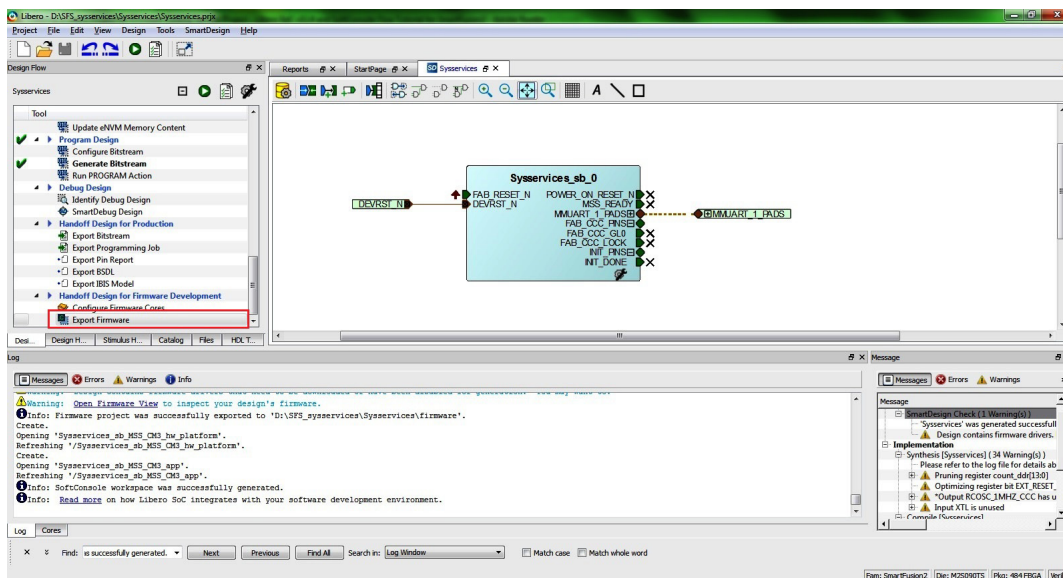 Libero - D:\SFS_sysservices\Sysservices\Sysservices.prjx
Project File Edit View Design Tools SmartDesign Help
Design Flow
Reports StartPage SD Sysservices
Sysservices
Tool
Update eNVM Memory Content
Program Design
Configure Bitstream
Generate Bitstream
Run PROGRAM Action
Debug Design
Identify Debug Design
SmartDebug Design
Handoff Design for Production
Export Bitstream
Export Programming Job
Export Pin Report
Export BSDL
Export IBIS Model
Handoff Design for Firmware Development
Configure Firmware Cores
Export Firmware
Desi... Design H... Stimulus H... Catalog Files HDL T...
A
Sysservices_sb_0
FAB_RESET_N POWER_ON_RESET_N
DEVRST_N DEVRST_N MSS_READY
MMUART_1_PADS MMUART_1_PADS
FAB_CCC_PINS
FAB_CCC_GL0
FAB_CCC_LOCK
INIT_PINS
INIT_DONE
Log
Messages Errors Warnings Info
Warning: Open Firmware View to inspect your design's firmware.
Info: Firmware project was successfully exported to 'D:\SFS_sysservices\Sysservices\firmware'.
Create.
Opening 'Sysservices_sb_MSS_CM3_hw_platform'.
Refreshing '/Sysservices_sb_MSS_CM3_hw_platform'.
Create.
Opening 'Sysservices_sb_MSS_CM3_app'.
Refreshing '/Sysservices_sb_MSS_CM3_app'.
Info: SoftConsole workspace was successfully generated.
Info: Read more on how Libero SoC integrates with your software development environment.
Log Cores
Find: is successfully generated. Next Previous Find All Search in: Log Window Match case Match whole word
Message
Messages Errors Warnings
Message
SmartDesign Check ( 1 Warning(s) )
'Sysservices' was generated successfull
Design contains firmware drivers.
Implementation
Synthesis [Sysservices] ( 34 Warning(s) )
Please refer to the log file for details ab
Pruning register count_ddr[13:0]
Optimizing register bit EXT_RESET_
*Output RCOSC_1MHZ_CCC has u
Input XTL is unused
Compile [Sysservices]
Fam: SmartFusion2 Die: M2S090TS Pkg: 484 FBGA Veri